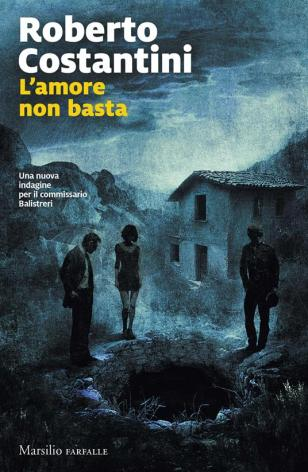 Roberto
Costantini
L'amore
non basta
Una nuova
indagine
per il commissario
Balistreri
Marsilio FARFALLE